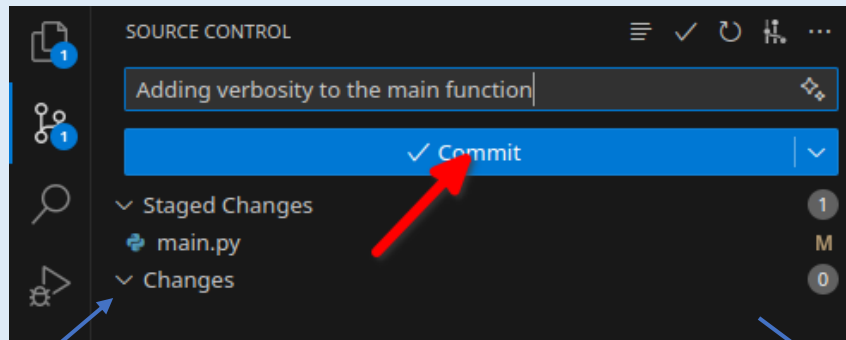 SOURCE CONTROL
1
Adding verbosity to the main function
1
Commit
Staged Changes 1
main.py M
Changes 0